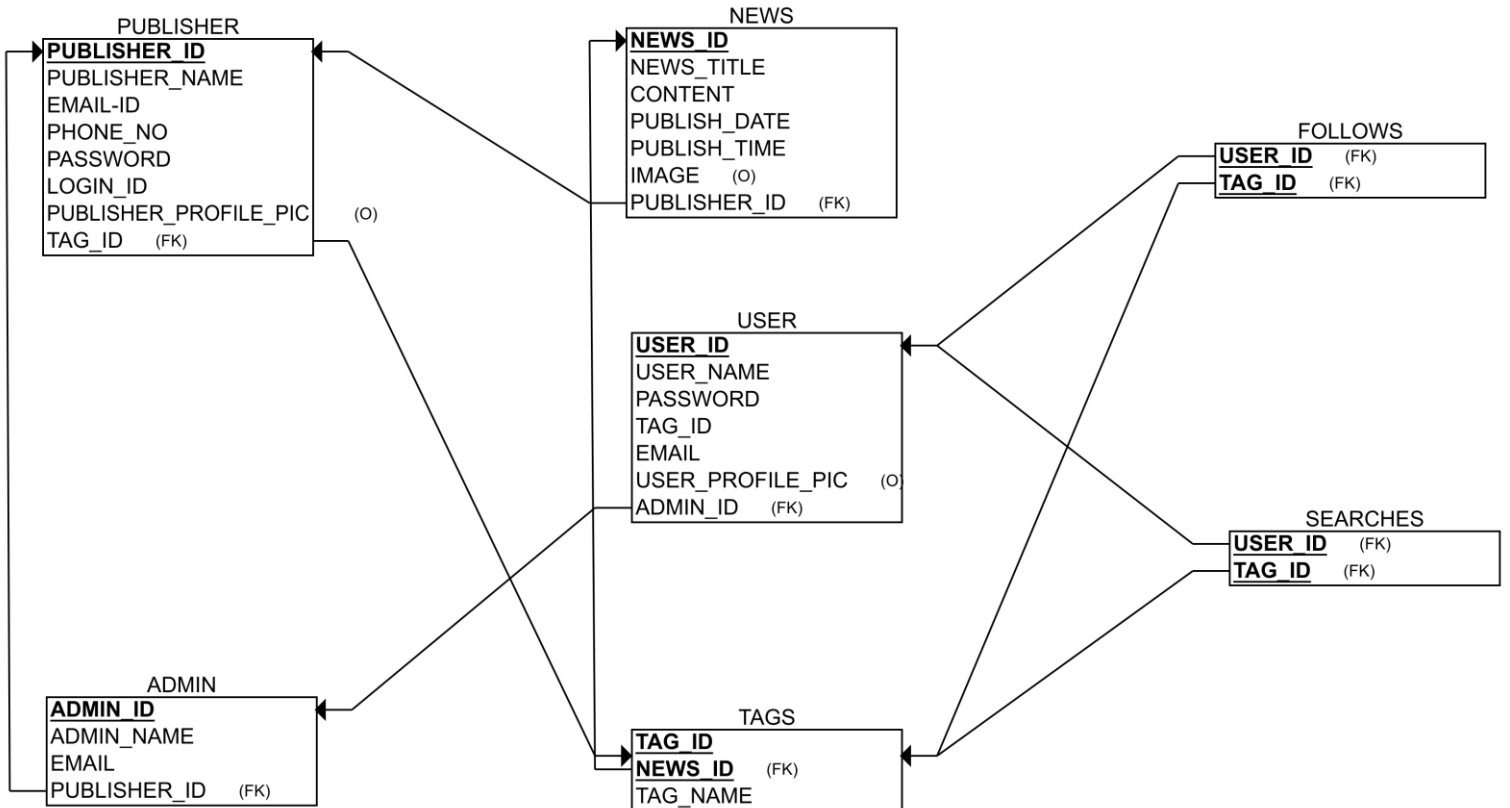 PUBLISHER
PUBLISHER_ID
PUBLISHER_NAME
EMAIL-ID
PHONE_NO
PASSWORD
LOGIN_ID
PUBLISHER_PROFILE_PIC (O)
TAG_ID (FK)
NEWS
NEWS_ID
NEWS_TITLE
CONTENT
PUBLISH_DATE
PUBLISH_TIME
IMAGE (O)
PUBLISHER_ID (FK)
FOLLOWS
USER_ID (FK)
TAG_ID (FK)
USER
USER_ID
USER_NAME
PASSWORD
TAG_ID
EMAIL
USER_PROFILE_PIC (O)
ADMIN_ID (FK)
SEARCHES
USER_ID (FK)
TAG_ID (FK)
ADMIN
ADMIN_ID
ADMIN_NAME
EMAIL
PUBLISHER_ID (FK)
TAGS
TAG_ID
NEWS_ID (FK)
TAG_NAME